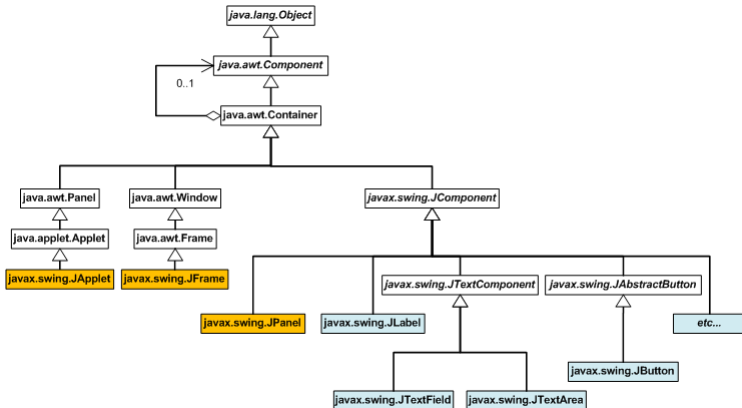 java.lang.Object
java.awt.Component
0..1
java.awt.Container
java.awt.Panel
java.awt.Window
javax.swing.JComponent
java.applet.Applet
java.awt.Frame
javax.swing.JApplet
javax.swing.JFrame
javax.swing.JTextComponent
javax.swing.JAbstractButton
javax.swing.JPanel
javax.swing.JLabel
etc...
javax.swing.JButton
javax.swing.JTextField
javax.swing.JTextArea